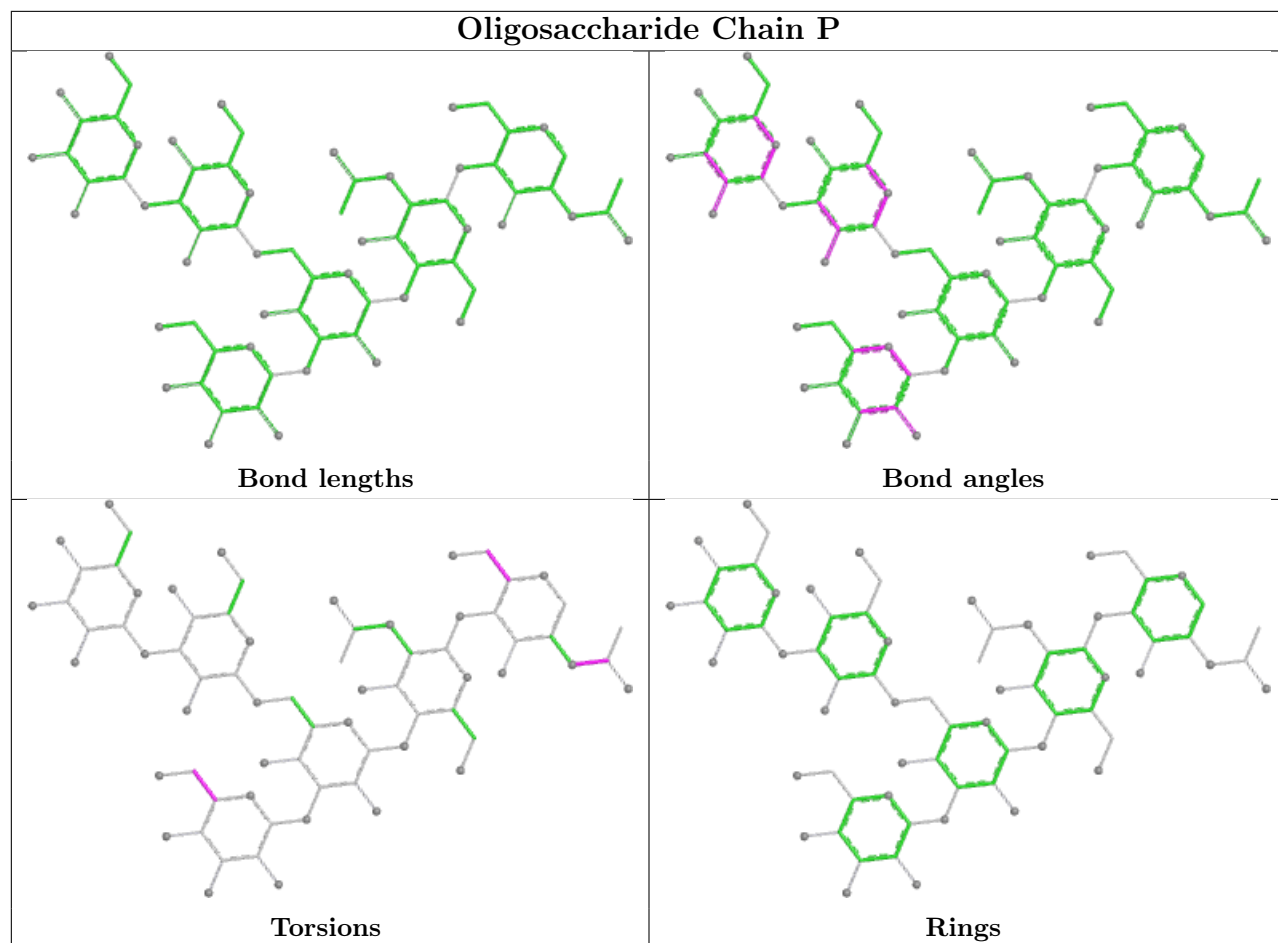 Oligosaccharide Chain P
Bond lengths
Bond angles
Torsions
Rings